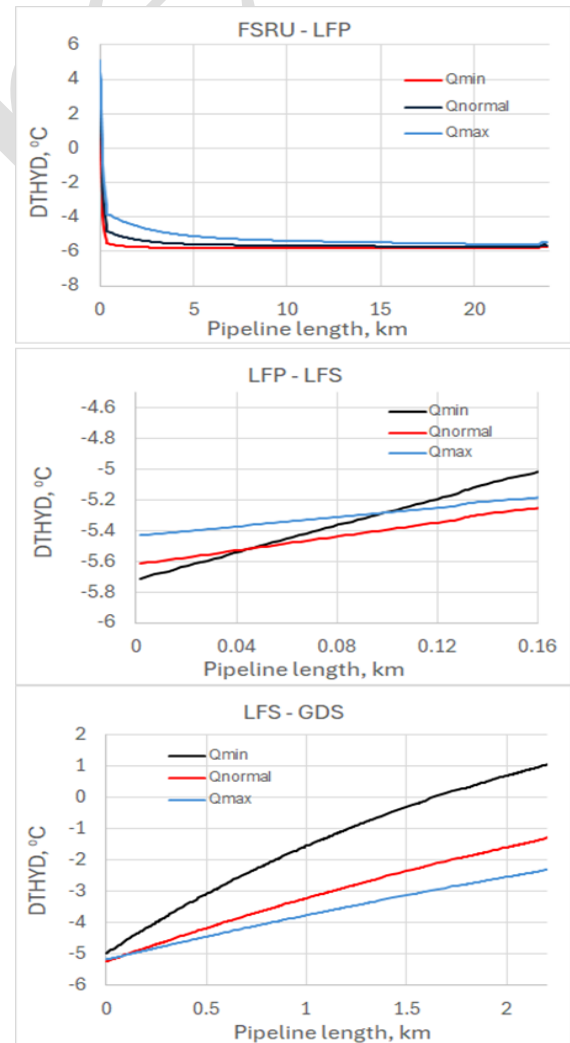 FSRU - LFP
6
4
2
0
-2
-4
-6
-8
DTHYD, ºC
Qmin
Qnormal
Qmax
0 5 10 15 20
Pipeline length, km
LFP - LFS
-4.6
-4.8
-5
-5.2
-5.4
-5.6
-5.8
-6
DTHYD, ºC
Qmin
Qnormal
Qmax
0 0.04 0.08 0.12 0.16
Pipeline length, km
LFS - GDS
2
1
0
-1
-2
-3
-4
-5
-6
DTHYD, ºC
Qmin
Qnormal
Qmax
0 0.5 1 1.5 2
Pipeline length, km